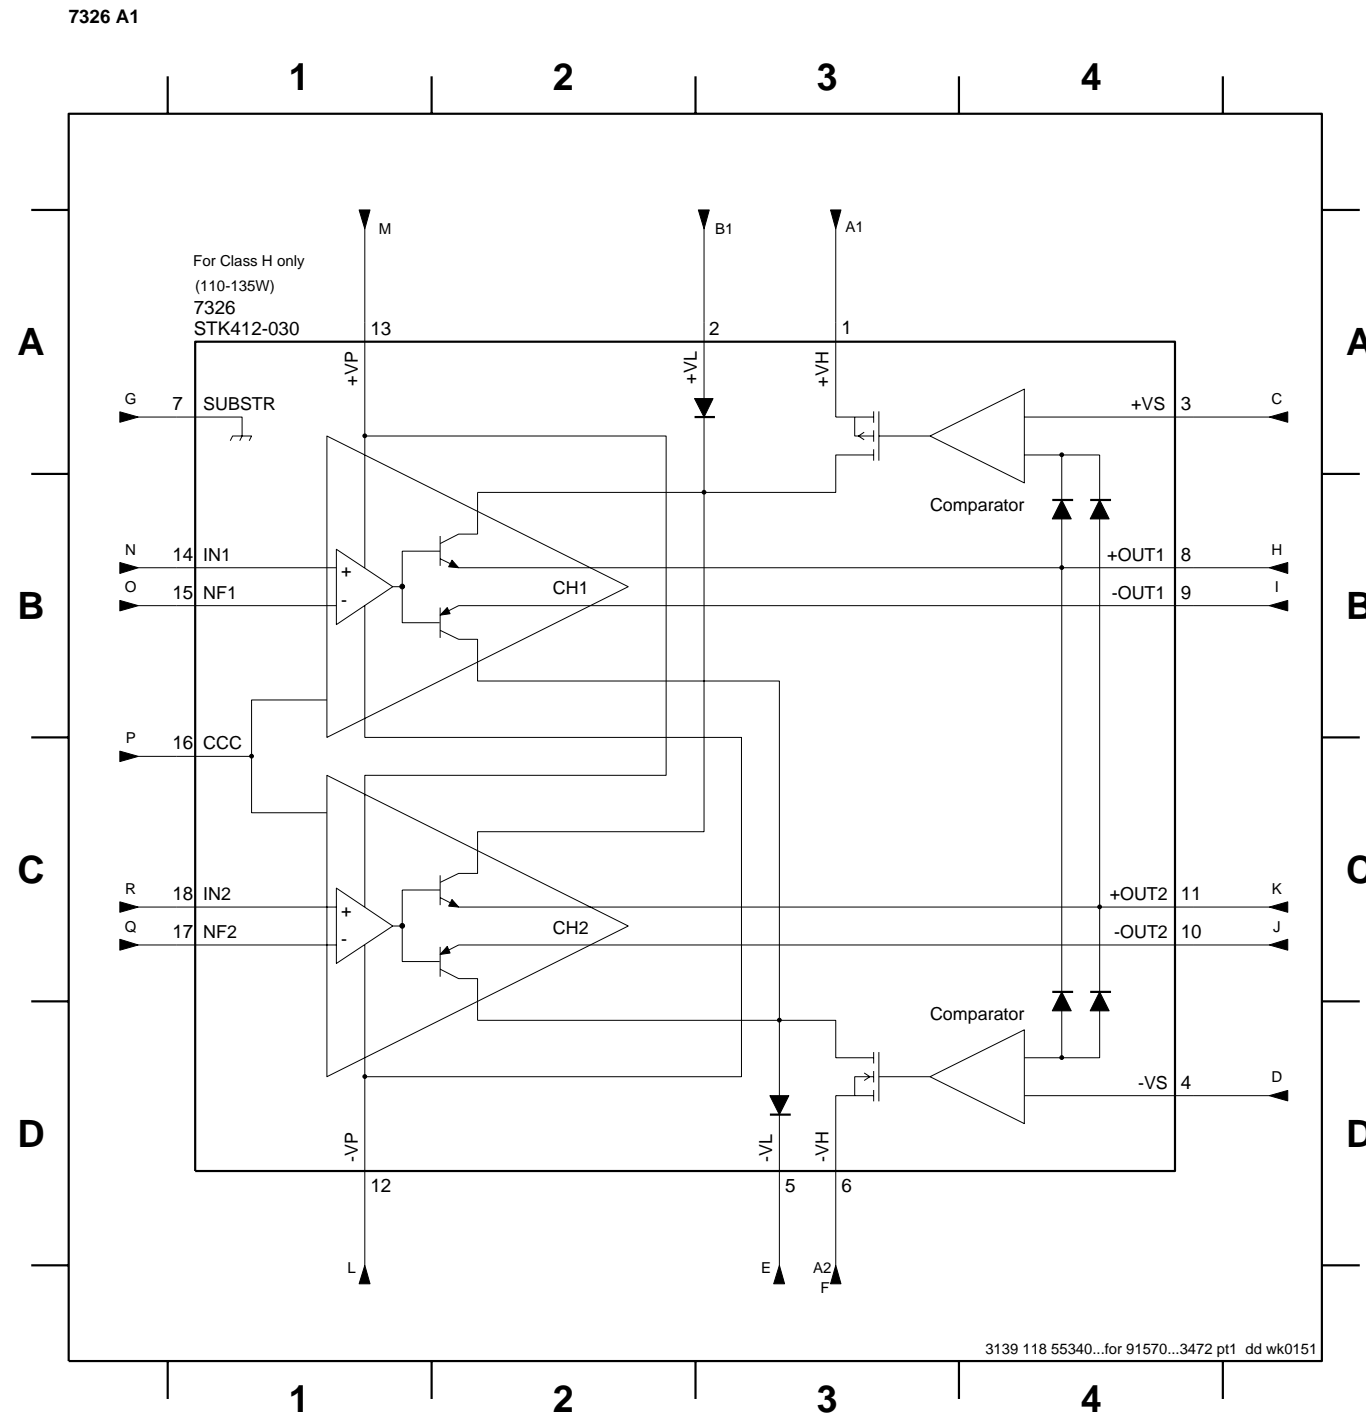 7326 A1
1 2 3 4
M B1 A1
For Class H only
(110-135W)
7326
STK412-030 13 2 1
A A
+VP +VL +VH
G 7 SUBSTR +VS 3 C
Comparator
N 14 IN1 +OUT1 8 H
O 15 NF1 CH1 -OUT1 9 I
+
-
B B
P 16 CCC
C C
R 18 IN2 +OUT2 11 K
Q 17 NF2 CH2 -OUT2 10 J
+
-
Comparator
-VS 4 D
D D
-VP -VL -VH
12 5 6
L E A2
F
3139 118 55340...for 91570...3472 pt1 dd wk0151
1 2 3 4